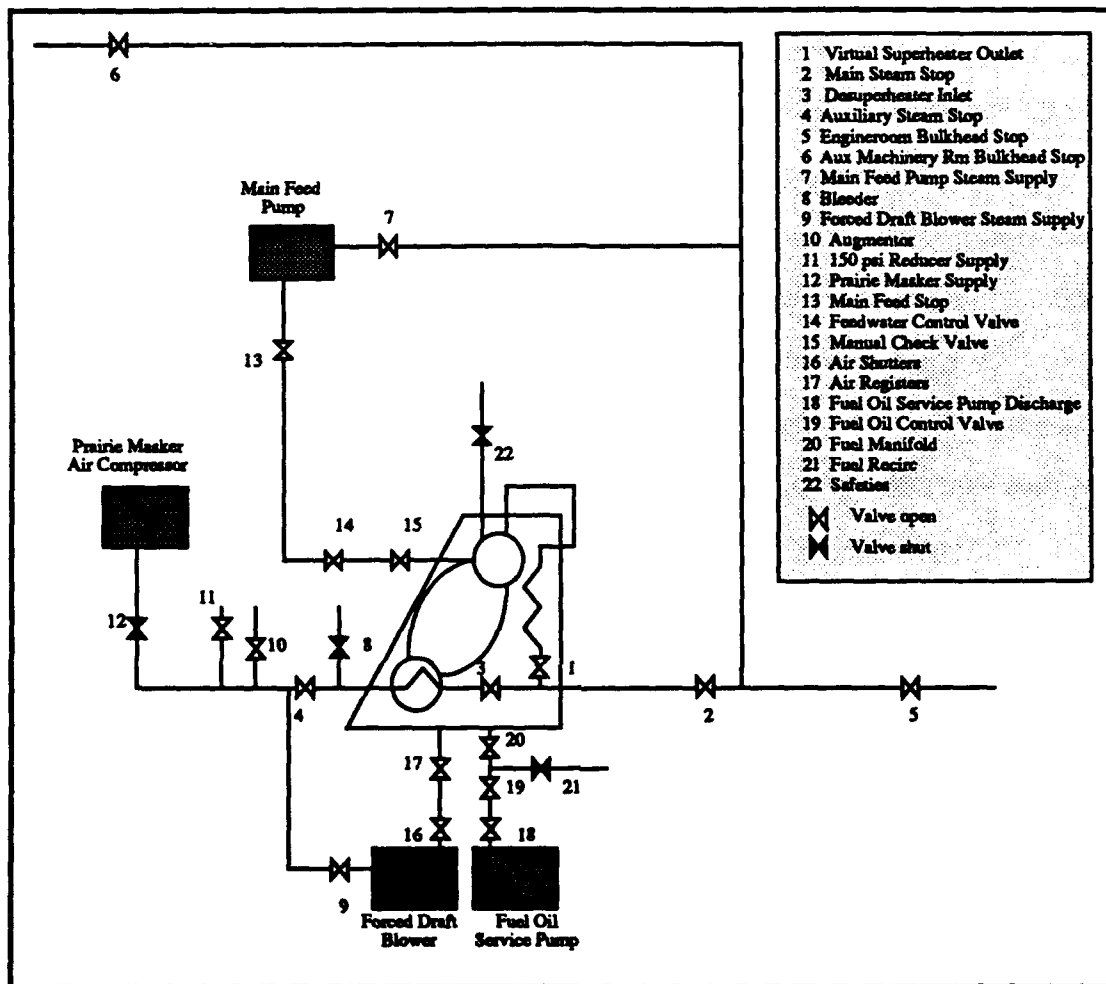 6
1 Virtual Superheater Outlet
2 Main Steam Stop
3 Desuperheater Inlet
4 Auxiliary Steam Stop
5 Engineroom Bulkhead Stop
6 Aux Machinery Rm Bulkhead Stop
7 Main Feed Pump Steam Supply
8 Bleeder
9 Forced Draft Blower Steam Supply
10 Augmentor
11 150 psi Reducer Supply
12 Prairie Masker Supply
13 Main Feed Stop
14 Feedwater Control Valve
15 Manual Check Valve
16 Air Shutters
17 Air Registers
18 Fuel Oil Service Pump Discharge
19 Fuel Oil Control Valve
20 Fuel Manifold
21 Fuel Recirc
22 Safeties
Valve open
Valve shut
Main Feed
Pump
7
13
Prairie Masker
Air Compressor
22
14
15
12
11
10
8
3
1
4
2
5
20
17
19
21
16
18
9
Forced Draft
Blower
Fuel Oil
Service Pump